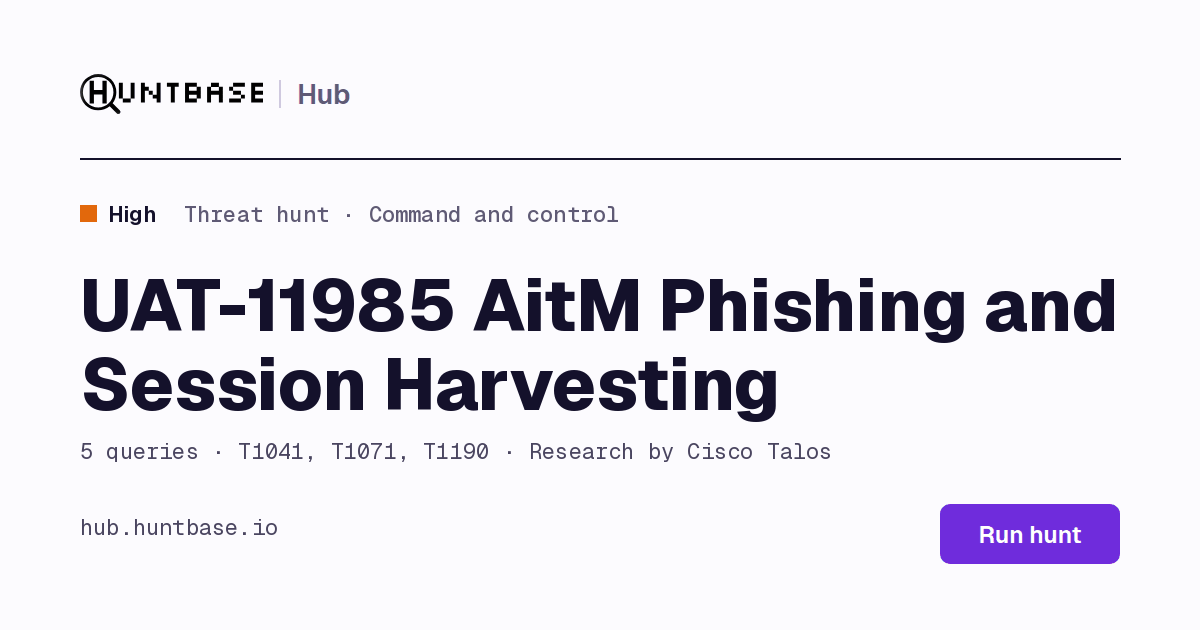 HUNTBASE | Hub
High Threat hunt · Command and control
UAT-11985 AitM Phishing and
Session Harvesting
5 queries · T1041, T1071, T1190 · Research by Cisco Talos
hub.huntbase.io
Run hunt